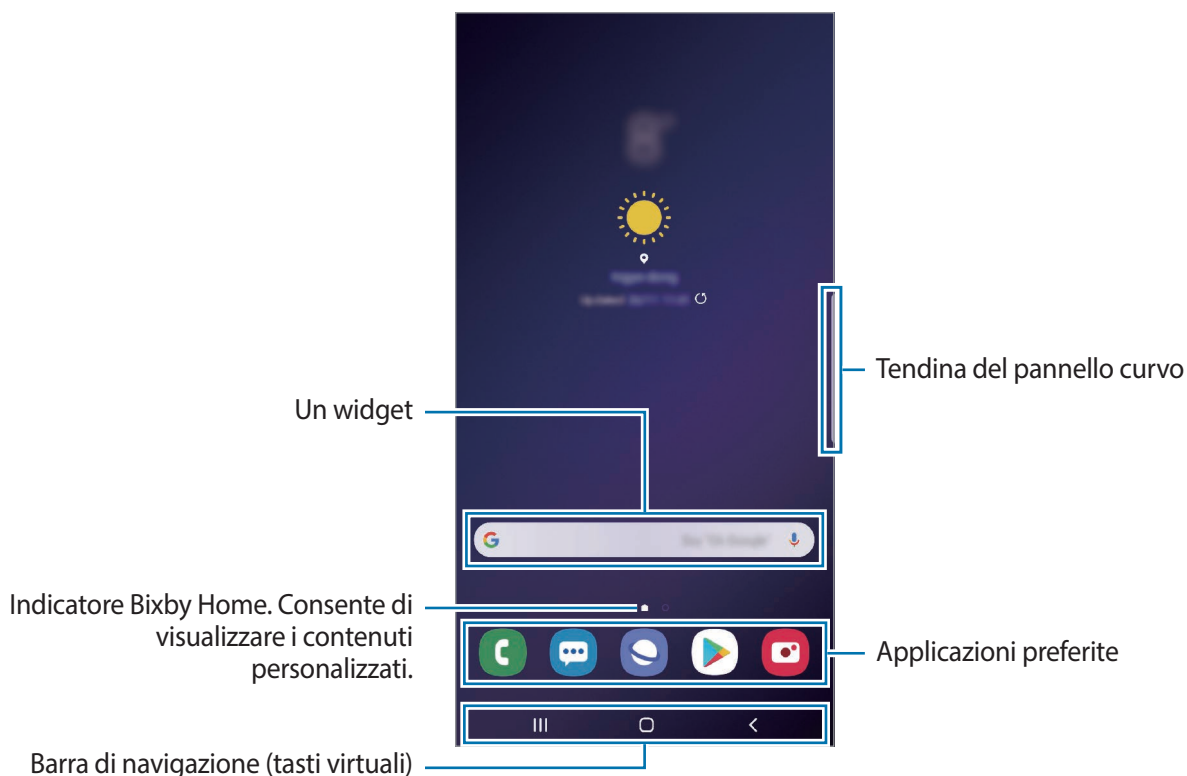 Tendina del pannello curvo
Un widget
Indicatore Bixby Home. Consente di
visualizzare i contenuti
personalizzati.
Applicazioni preferite
Barra di navigazione (tasti virtuali)